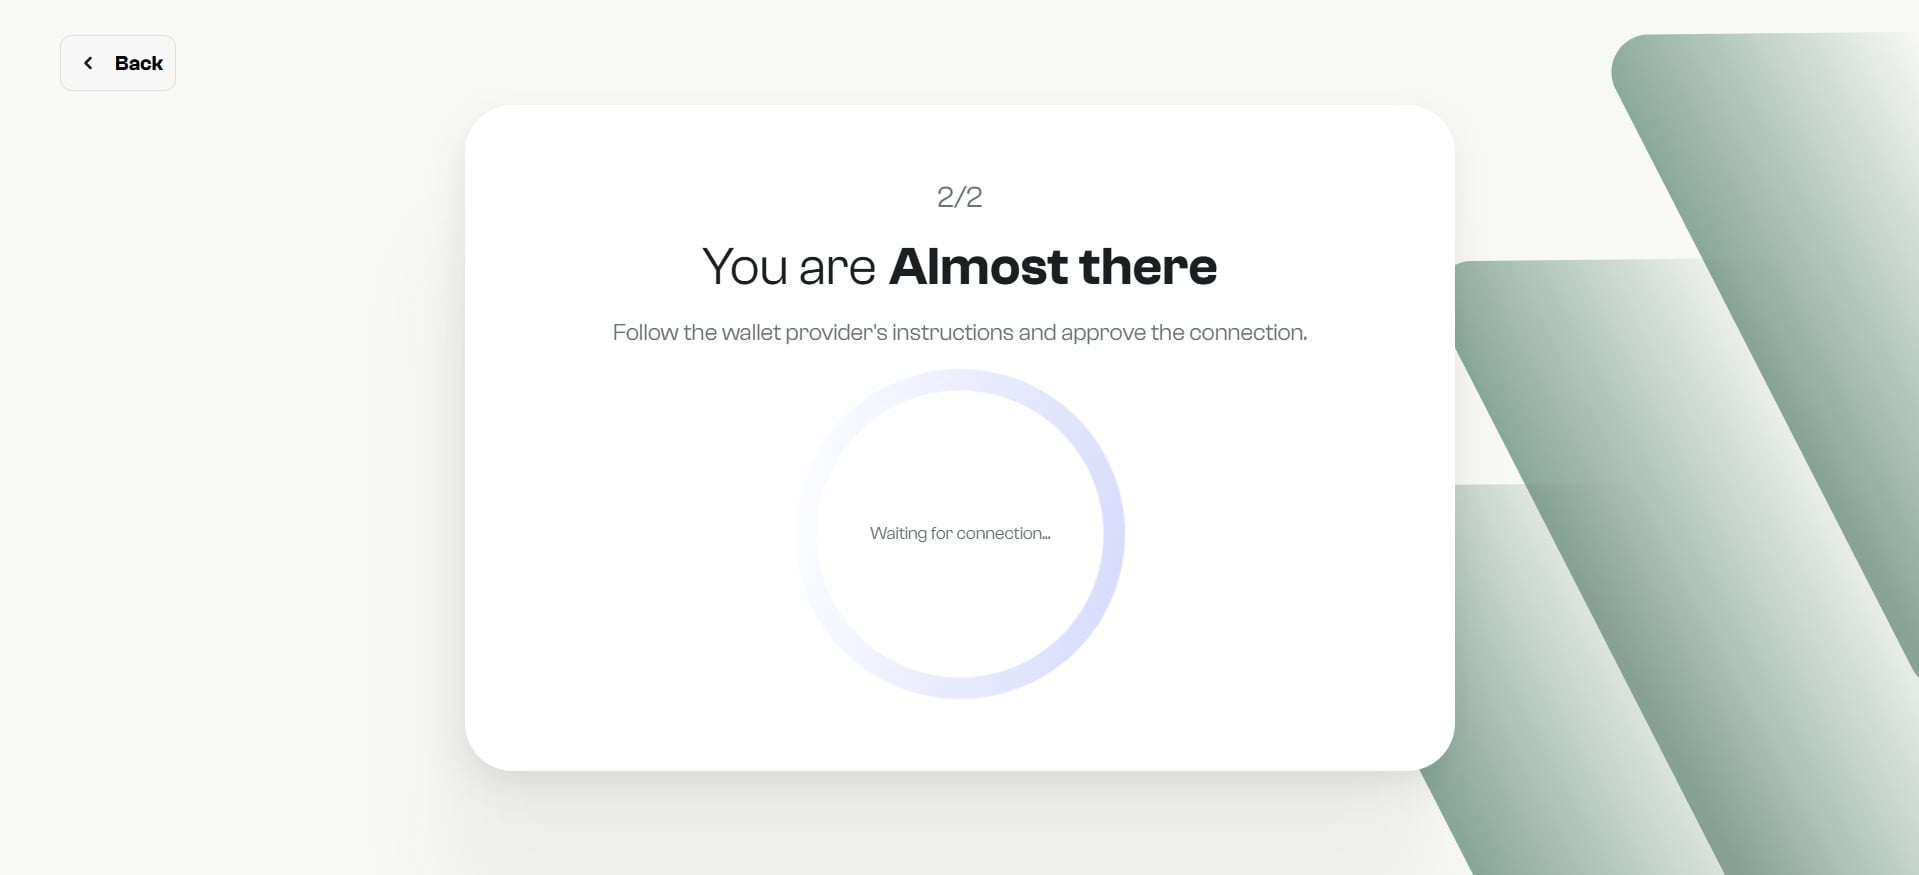 Back
2/2
You are Almost there
Follow the wallet provider's instructions and approve the connection.
Waiting for connection...